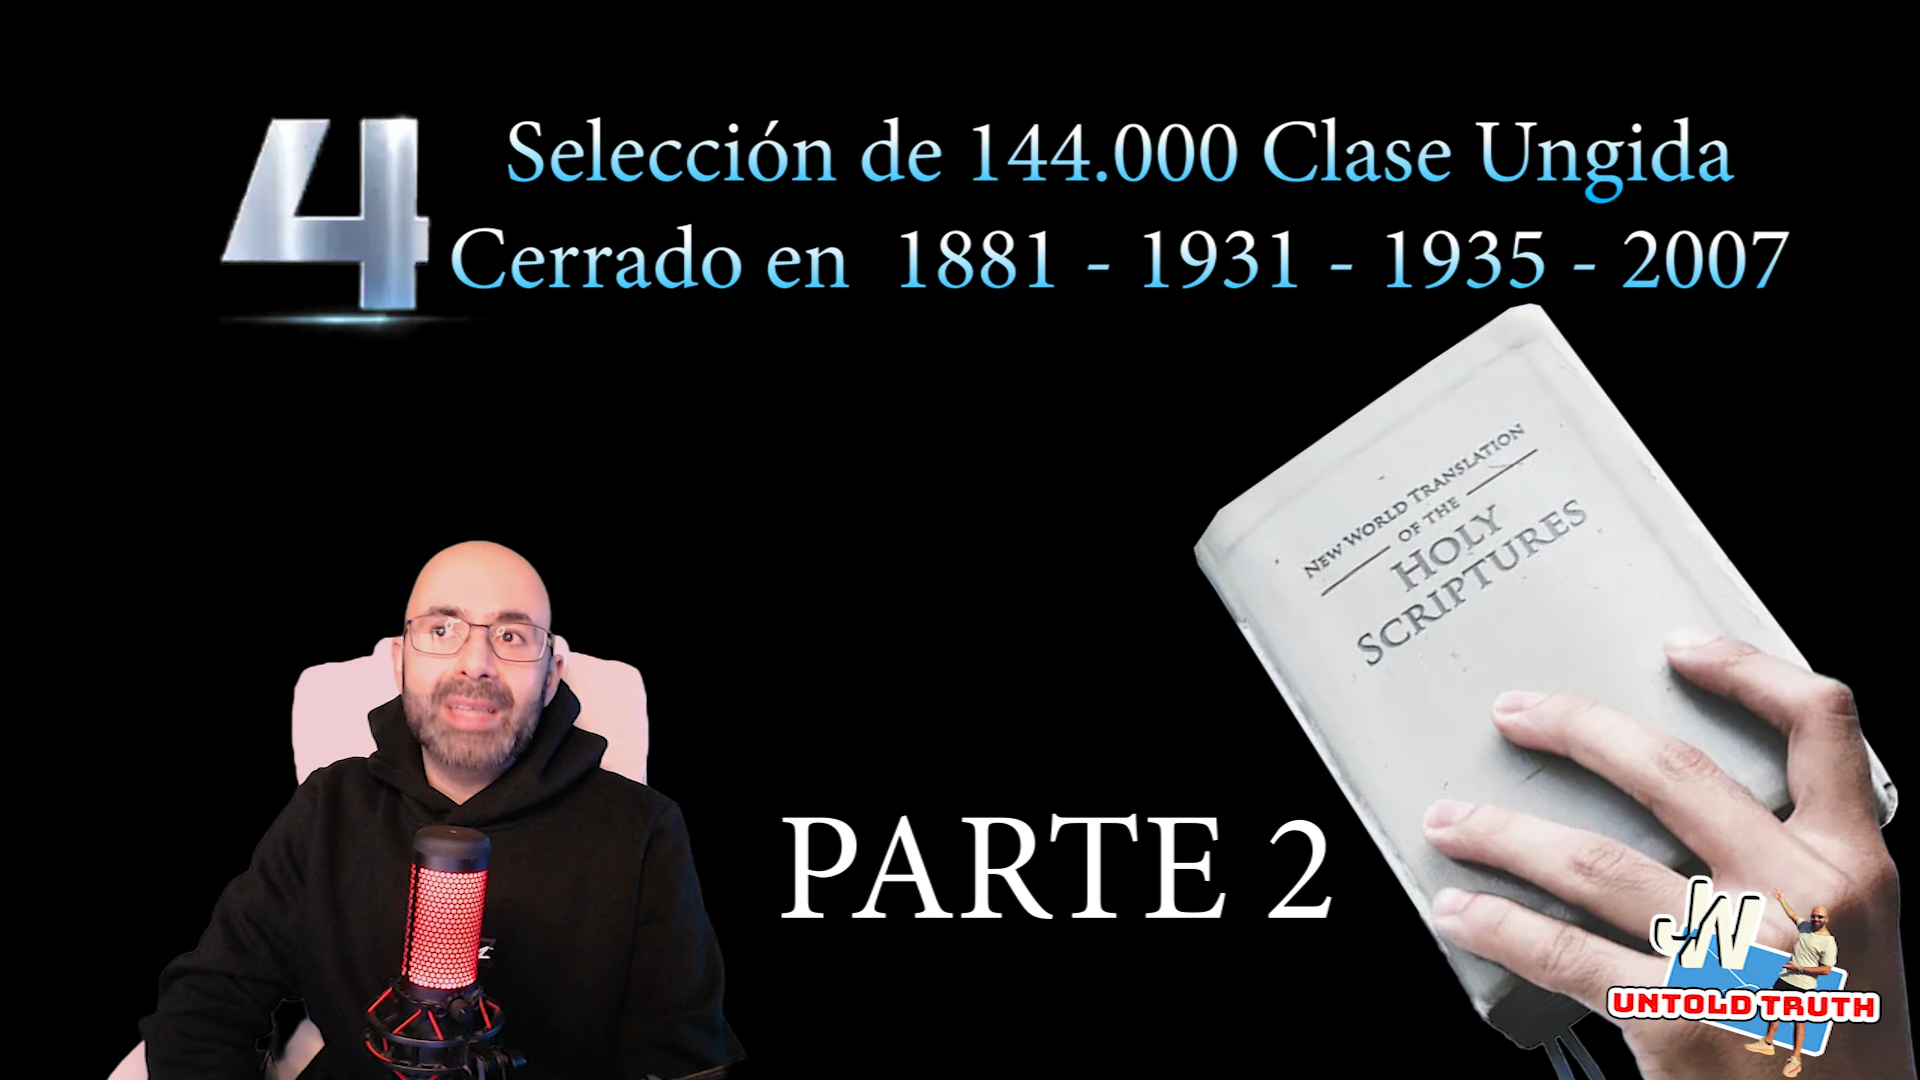 4
Selección de 144.000 Clase Ungida
Cerrado en 1881 - 1931 - 1935 - 2007
NEW WORLD TRANSLATION
OF THE
HOLY
SCRIPTURES
PARTE 2
JW
UNTOLD TRUTH